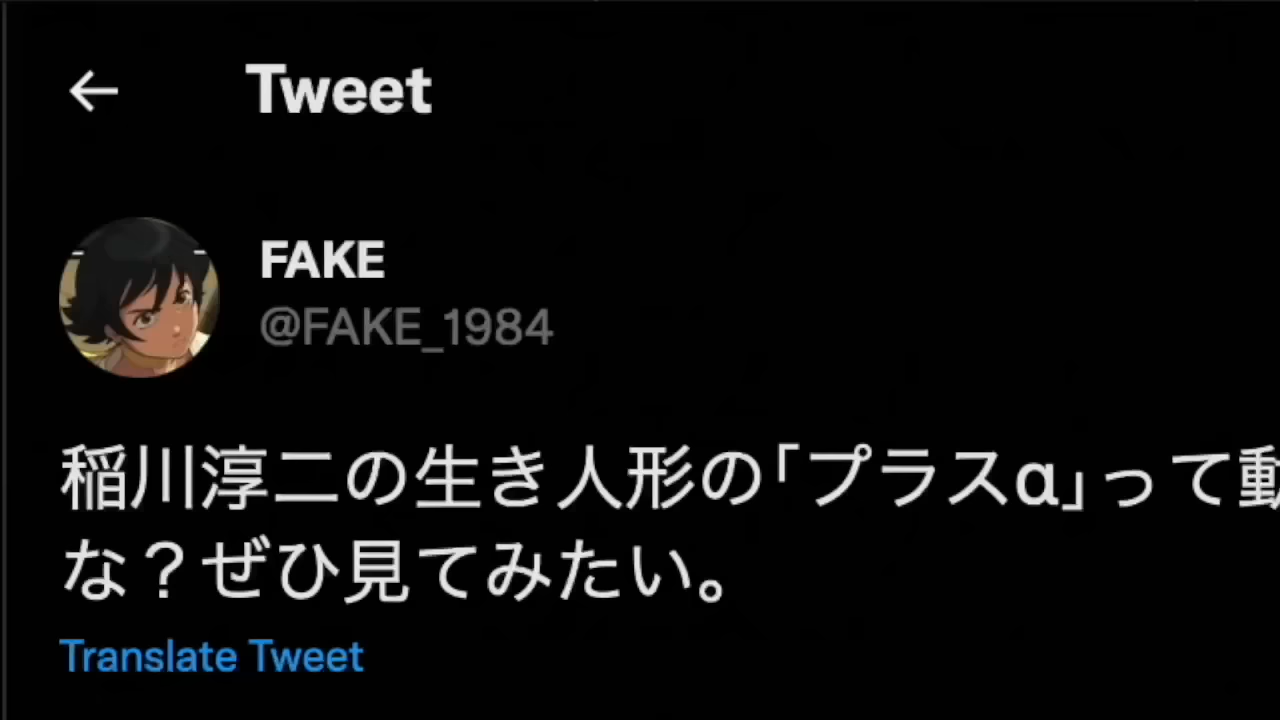 Tweet
FAKE
@FAKE_1984
稲川淳二の生き人形の｢プラスα｣って動
な？ぜひ見てみたい。
Translate Tweet